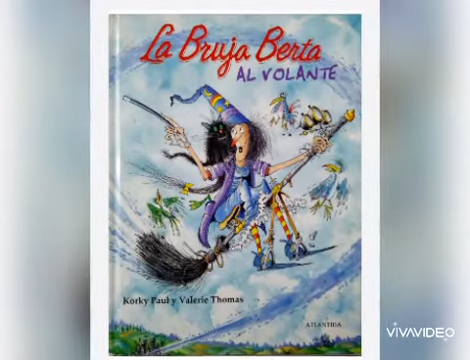 La Bruja Berta
AL VOLANTE
Korky Paul y Valerie Thomas
ATLANTIDA
VIVAVIDEO